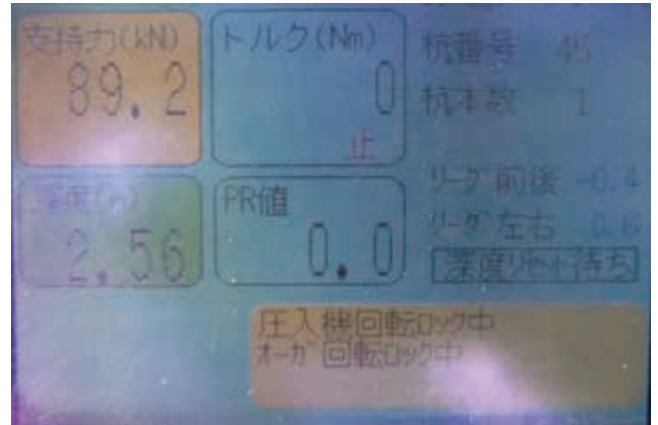 支持力(kN)
89.2
トルク(Nm)
0
止
杭番号 45
杭本数 1
深度(m)
2.56
PR値
0.0
リーダ前後 -0.4
リーダ左右 0.6
深度リセット待ち
圧入機回転ロック中
オーガ回転ロック中